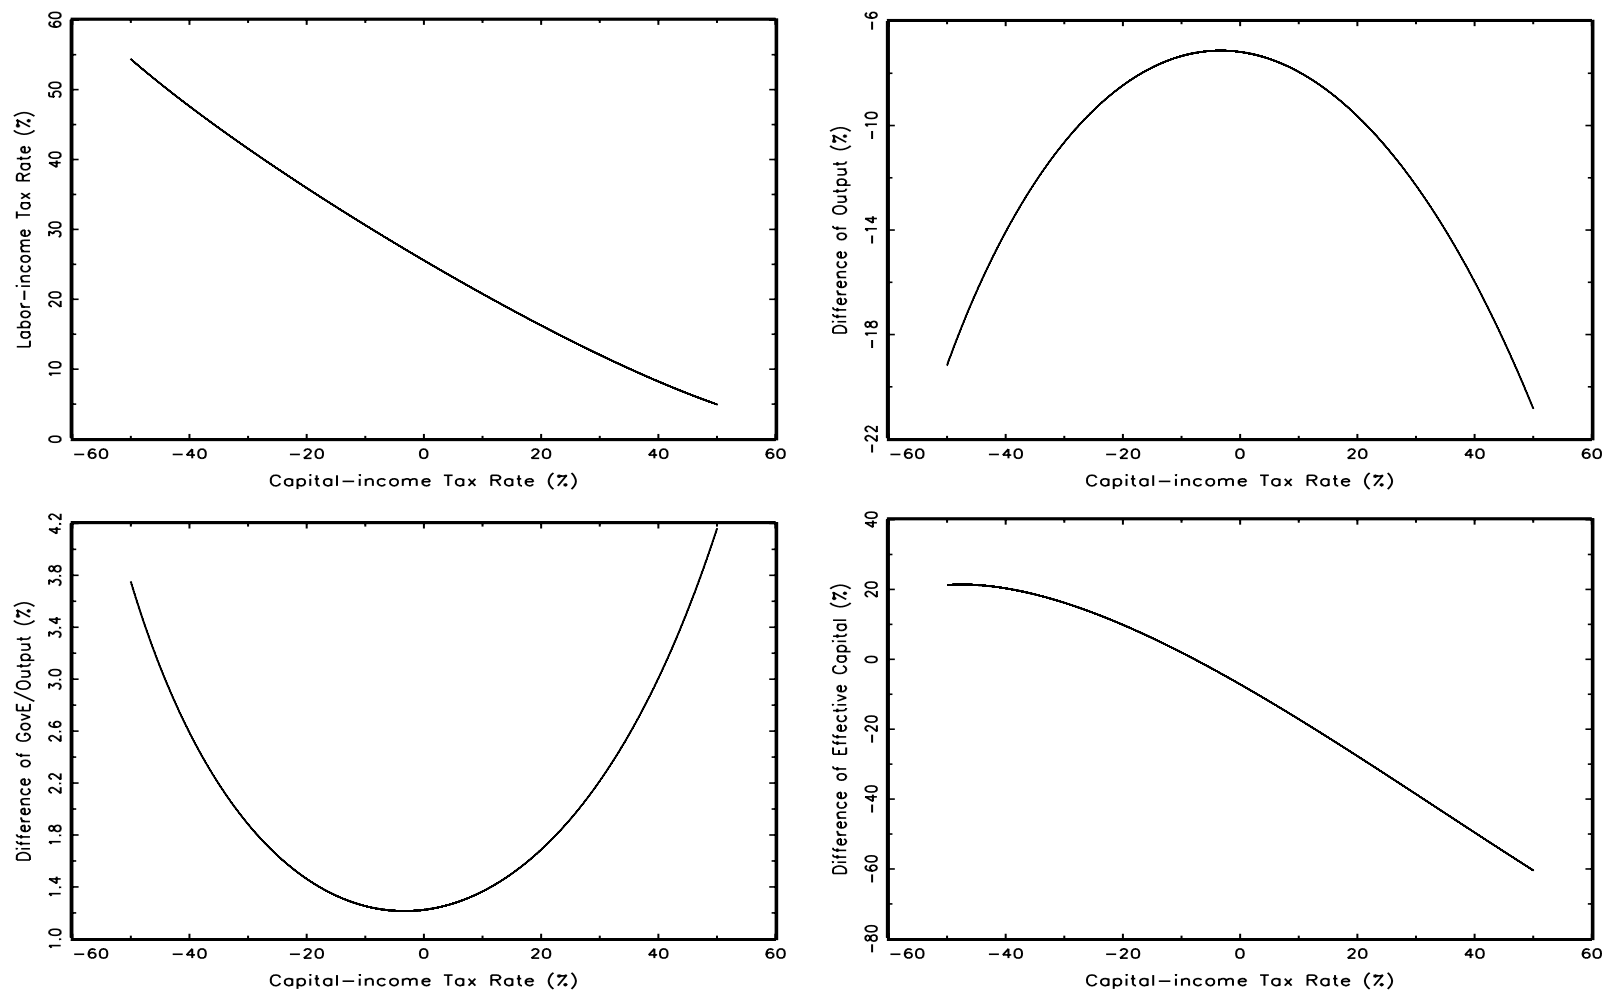 60
50
40
30
20
10
0
Labor-income Tax Rate (%)
-60 -40 -20 0 20 40 60
Capital-income Tax Rate (%)
-6
-10
-14
-18
-22
Difference of Output (%)
-60 -40 -20 0 20 40 60
Capital-income Tax Rate (%)
4.2
3.8
3.4
3.0
2.6
2.2
1.8
1.4
1.0
Difference of GovE/Output (%)
-60 -40 -20 0 20 40 60
Capital-income Tax Rate (%)
40
20
0
-20
-40
-60
-80
Difference of Effective Capital (%)
-60 -40 -20 0 20 40 60
Capital-income Tax Rate (%)